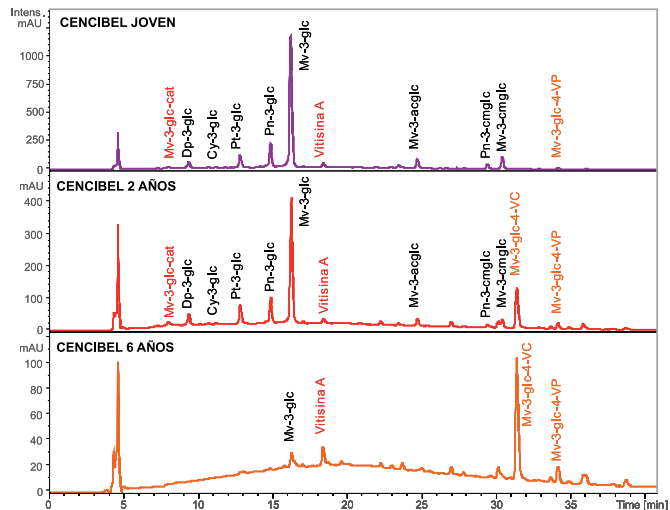 Intens.
mAU
CENCIBEL JOVEN
1000
750
500
250
0
Mv-3-glc-cat
Dp-3-glc
Cy-3-glc
Pt-3-glc
Pn-3-glc
Mv-3-glc
Vitisina A
Mv-3-acglc
Pn-3-cmglc
Mv-3-cmglc
Mv-3-glc-4-VP
mAU
CENCIBEL 2 AÑOS
400
300
200
100
0
Mv-3-glc-cat
Dp-3-glc
Cy-3-glc
Pt-3-glc
Pn-3-glc
Mv-3-glc
Vitisina A
Mv-3-acglc
Pn-3-cmglc
Mv-3-cmglc
Mv-3-glc-4-VC
Mv-3-glc-4-VP
mAU
CENCIBEL 6 AÑOS
100
80
60
40
20
0
Mv-3-glc
Vitisina A
Mv-3-glc-4-VC
Mv-3-glc-4-VP
0 5 10 15 20 25 30 35 Time [min]